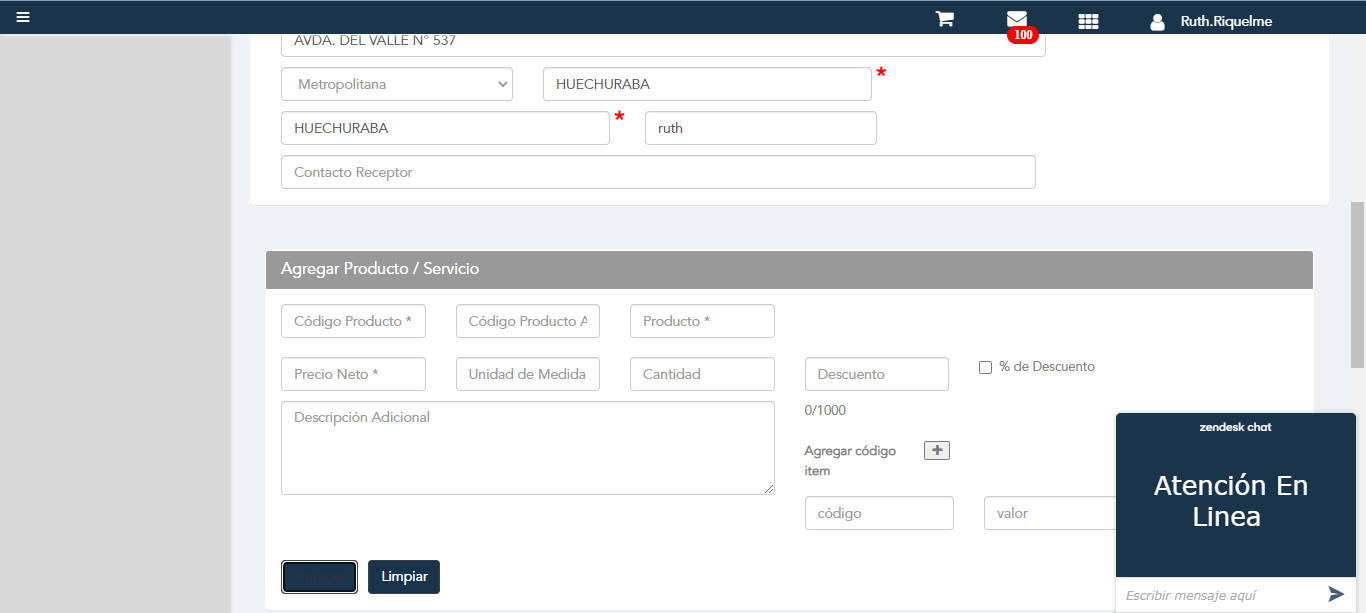 Ruth.Riquelme
100
AVDA. DEL VALLE N° 537
Metropolitana
HUECHURABA *
HUECHURABA *
ruth
Contacto Receptor
Agregar Producto / Servicio
Código Producto *
Código Producto A
Producto *
Precio Neto *
Unidad de Medida
Cantidad
Descuento
% de Descuento
Descripción Adicional
0/1000
Agregar código
item
código
valor
Limpiar
zendesk chat
Atención En
Linea
Escribir mensaje aquí